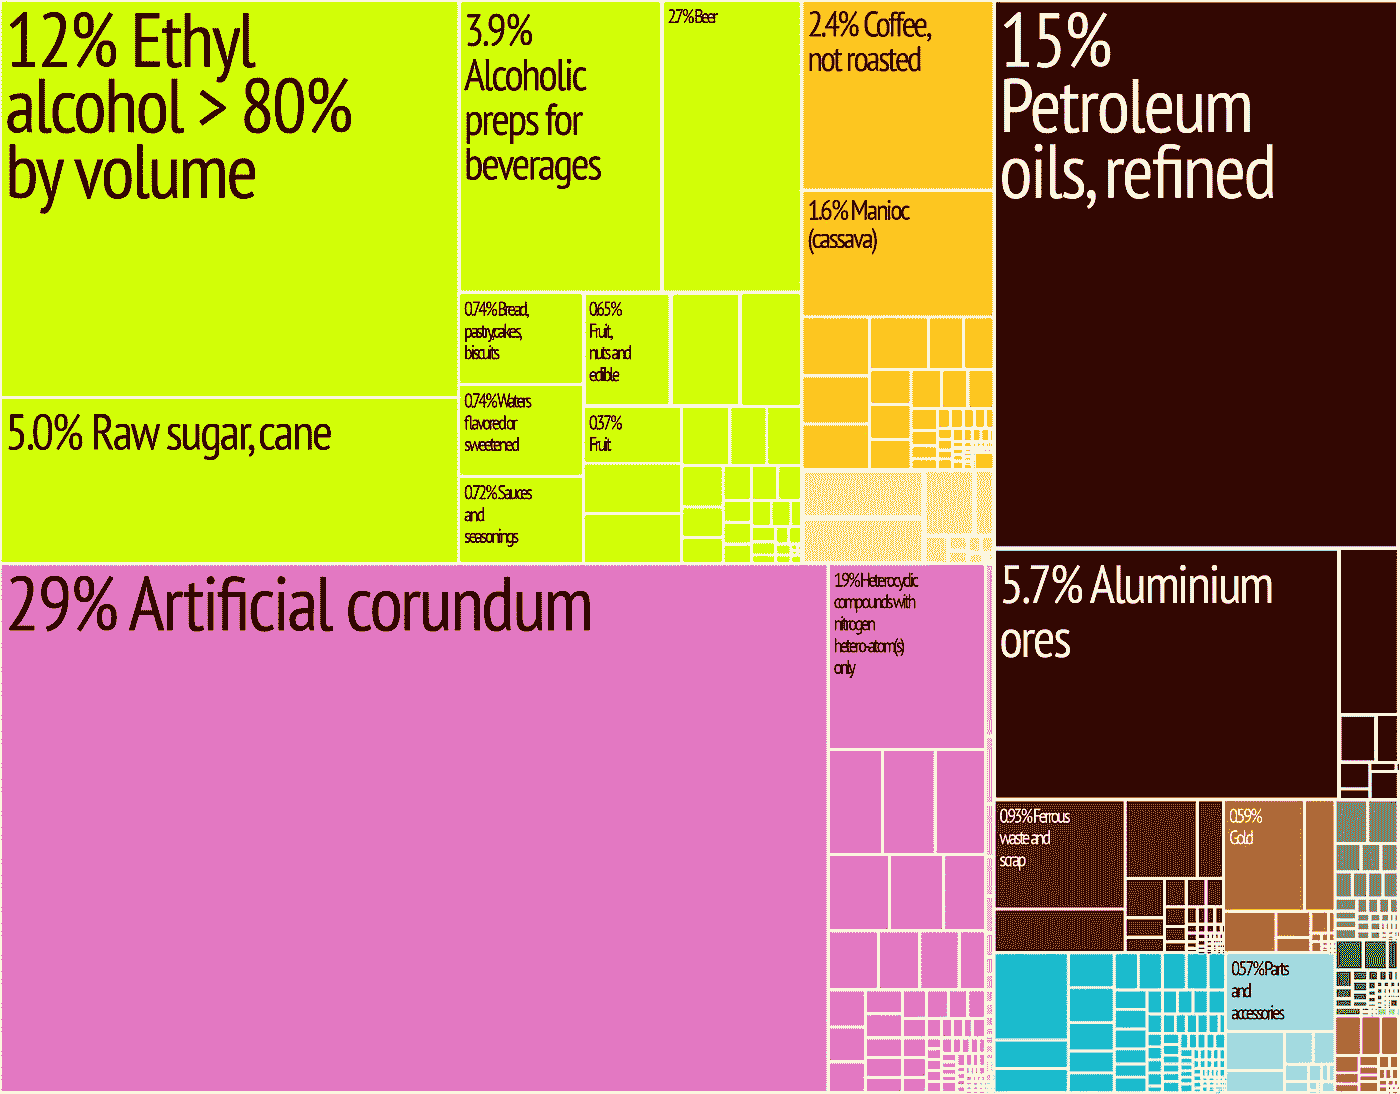 12% Ethyl
alcohol > 80%
by volume
5.0% Raw sugar, cane
3.9%
Alcoholic
preps for
beverages
2.7% Beer
0.74% Bread,
pastry, cakes,
biscuits
0.74% Waters
flavored or
sweetened
0.72% Sauces
and
seasonings
0.65%
Fruit,
nuts and
edible
0.37%
Fruit
2.4% Coffee,
not roasted
1.6% Manioc
(cassava)
15%
Petroleum
oils, refined
29% Artificial corundum
1.9% Heterocyclic
compounds with
nitrogen
hetero-atom(s)
only
5.7% Aluminium
ores
0.93% Ferrous
waste and
scrap
0.59%
Gold
0.57% Parts
and
accessories